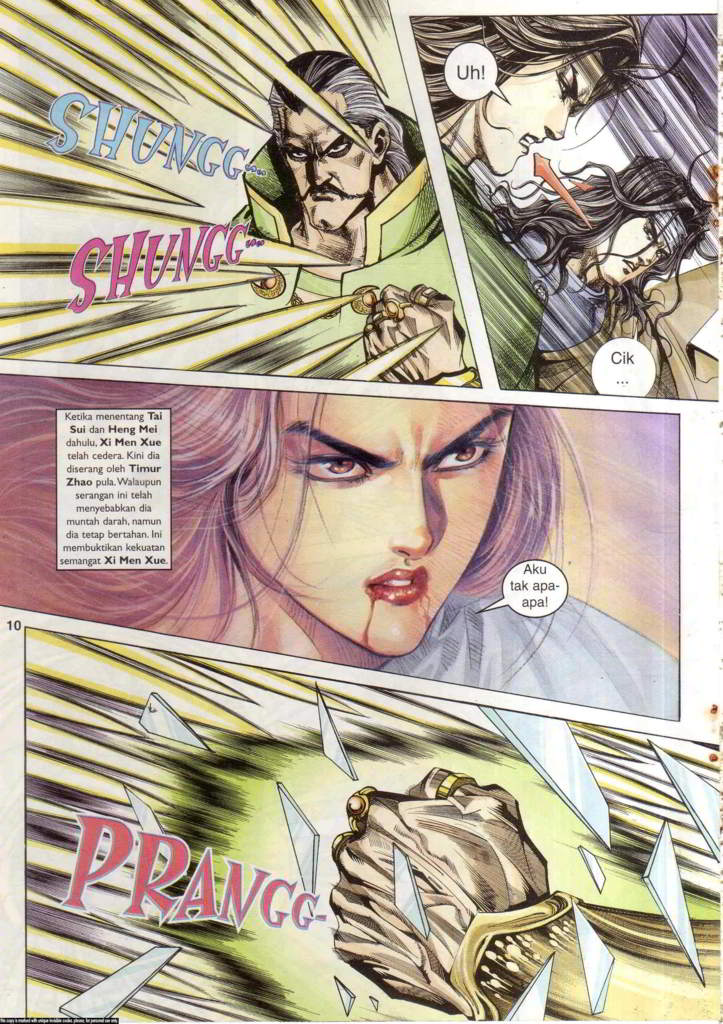 SHUNGG....
SHUNGG....
Uh!
Cik
...
Ketika menentang Tai
Sui dan Heng Mei
dahulu, Xi Men Xue
telah cedera. Kini dia
diserang oleh Timur
Zhao pula. Walaupun
serangan ini telah
menyebabkan dia
muntah darah, namun
dia tetap bertahan. Ini
membuktikan kekuatan
semangat Xi Men Xue.
Aku
tak apa-
apa!
10
PRANGG-